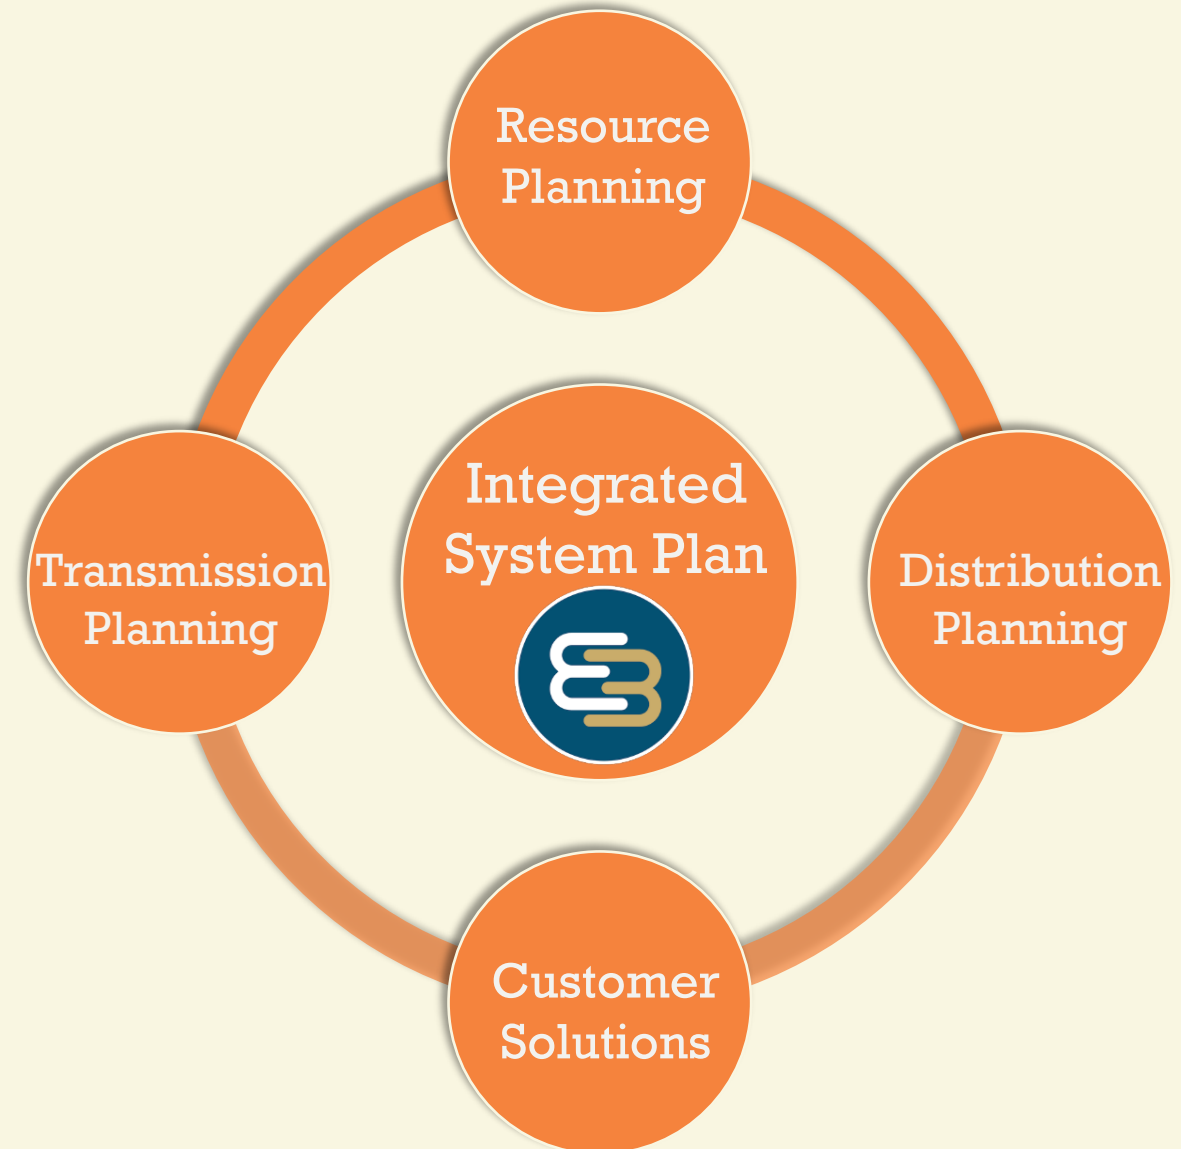 Resource
Planning
Integrated
System Plan
Transmission
Planning
Distribution
Planning
Customer
Solutions